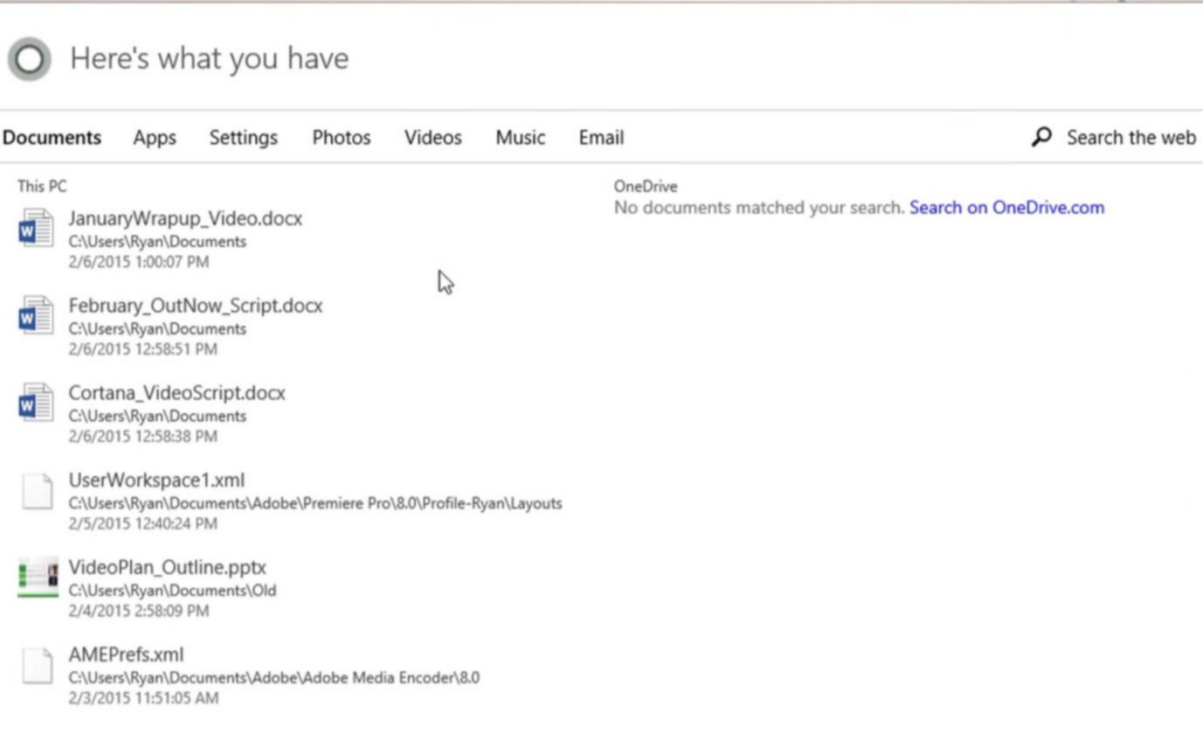 Here's what you have
Documents Apps Settings Photos Videos Music Email Search the web
This PC
JanuaryWrapup_Video.docx
C:\Users\Ryan\Documents
2/6/2015 1:00:07 PM
February_OutNow_Script.docx
C:\Users\Ryan\Documents
2/6/2015 12:58:51 PM
Cortana_VideoScript.docx
C:\Users\Ryan\Documents
2/6/2015 12:58:38 PM
UserWorkspace1.xml
C:\Users\Ryan\Documents\Adobe\Premiere Pro\8.0\Profile-Ryan\Layouts
2/5/2015 12:40:24 PM
VideoPlan_Outline.pptx
C:\Users\Ryan\Documents\Old
2/4/2015 2:58:09 PM
AMEPrefs.xml
C:\Users\Ryan\Documents\Adobe\Adobe Media Encoder\8.0
2/3/2015 11:51:05 AM
OneDrive
No documents matched your search. Search on OneDrive.com